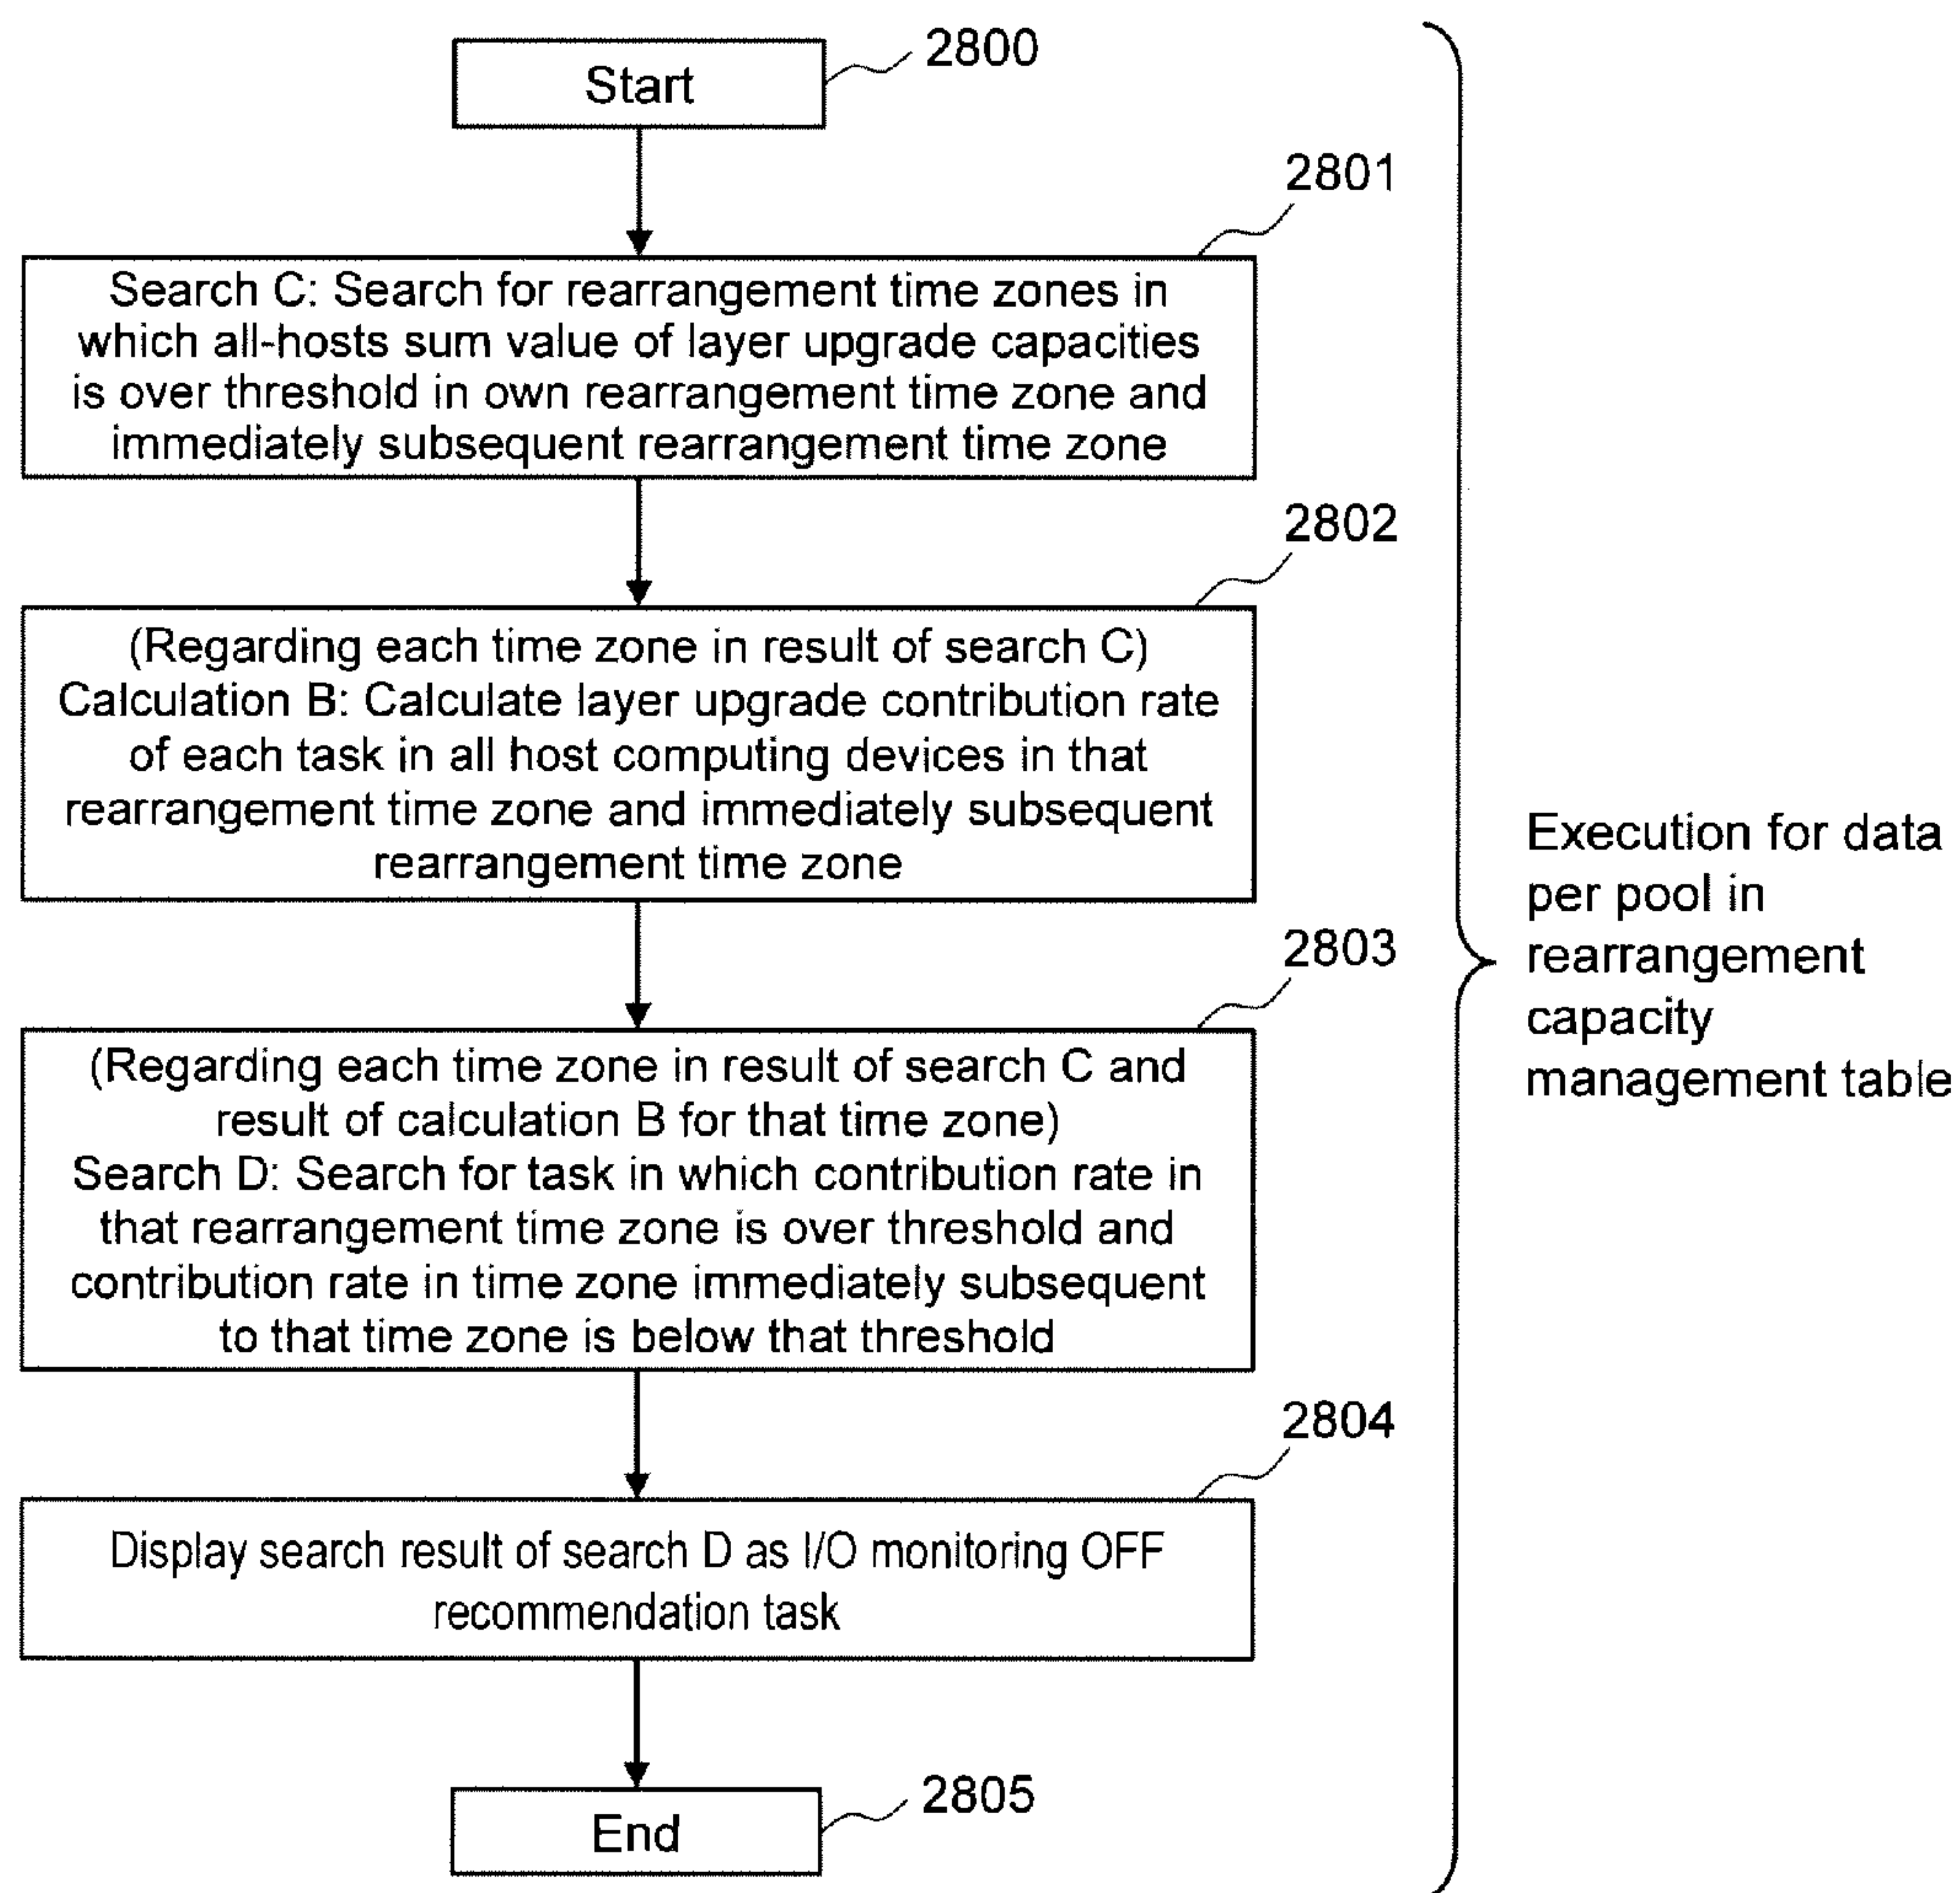 2800
Start
2801
Search C: Search for rearrangement time zones in
which all-hosts sum value of layer upgrade capacities
is over threshold in own rearrangement time zone and
immediately subsequent rearrangement time zone
2802
(Regarding each time zone in result of search C)
Calculation B: Calculate layer upgrade contribution rate
of each task in all host computing devices in that
rearrangement time zone and immediately subsequent
rearrangement time zone
2803
(Regarding each time zone in result of search C and
result of calculation B for that time zone)
Search D: Search for task in which contribution rate in
that rearrangement time zone is over threshold and
contribution rate in time zone immediately subsequent
to that time zone is below that threshold
2804
Display search result of search D as I/O monitoring OFF
recommendation task
2805
End
Execution for data
per pool in
rearrangement
capacity
management table